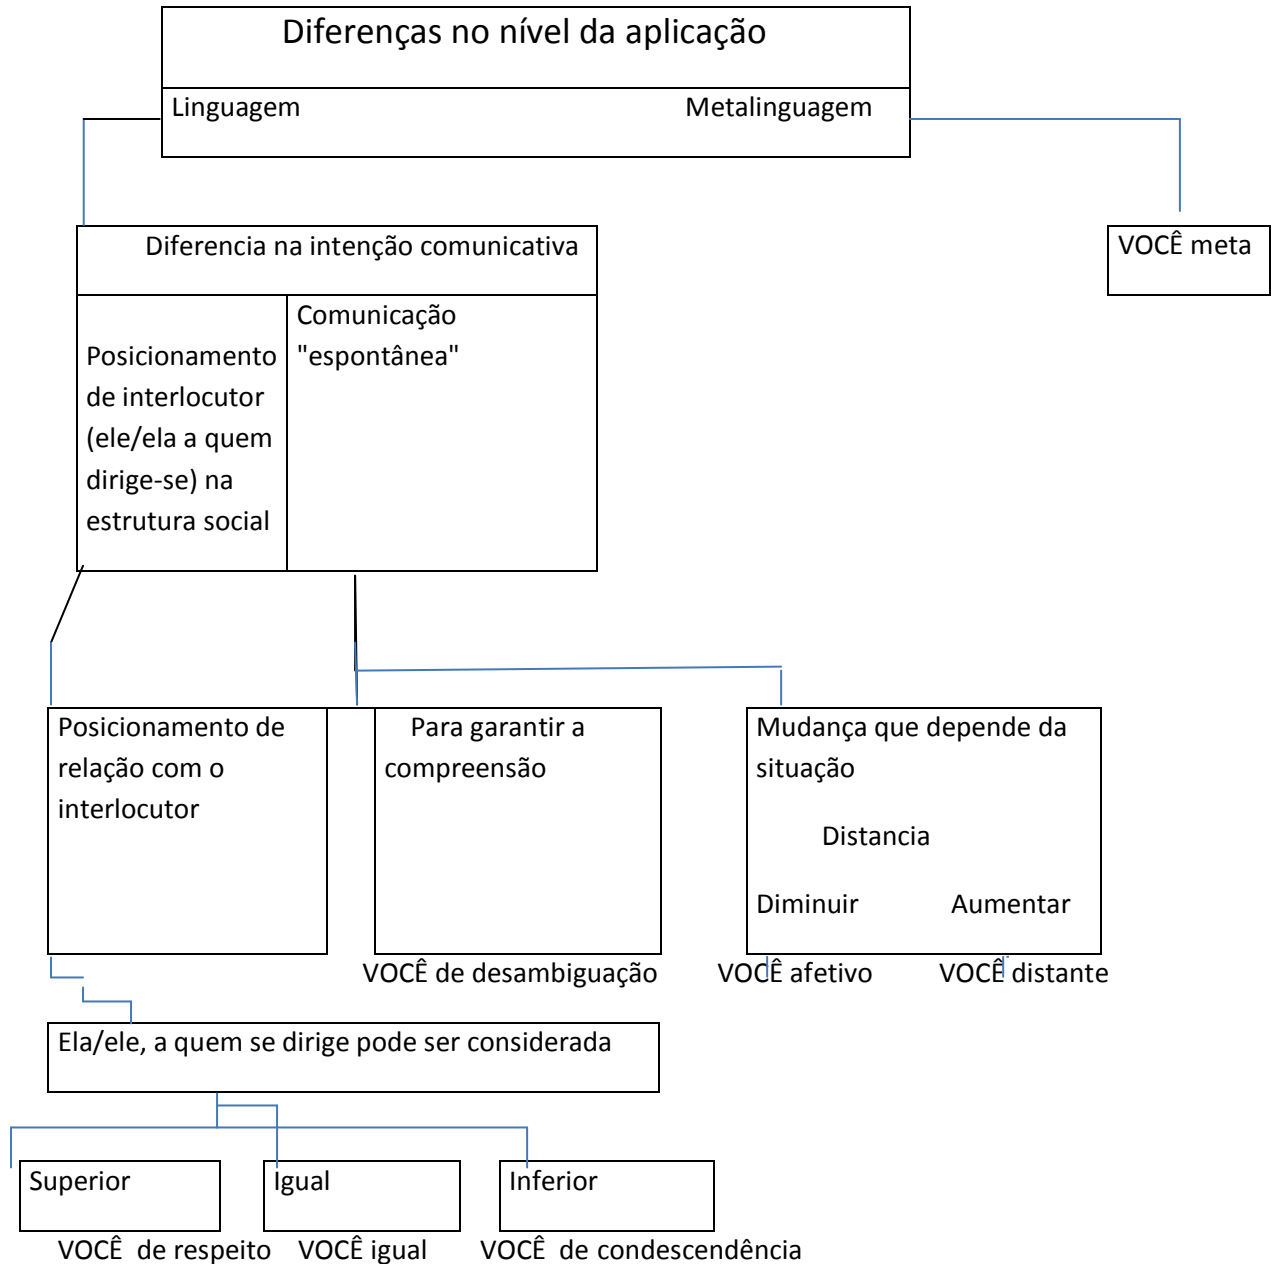 Diferenças no nível da aplicação
Linguagem Metalinguagem
Diferencia na intenção comunicativa
VOCÊ meta
Posicionamento
de interlocutor
(ele/ela a quem
dirige-se) na
estrutura social
Comunicação
"espontânea"
Posicionamento de
relação com o
interlocutor
Para garantir a
compreensão
Mudança que depende da
situação
Distancia
Diminuir Aumentar
VOCÊ de desambiguação VOCÊ afetivo VOCÊ distante
Ela/ele, a quem se dirige pode ser considerada
Superior Igual Inferior
VOCÊ de respeito VOCÊ igual VOCÊ de condescendência